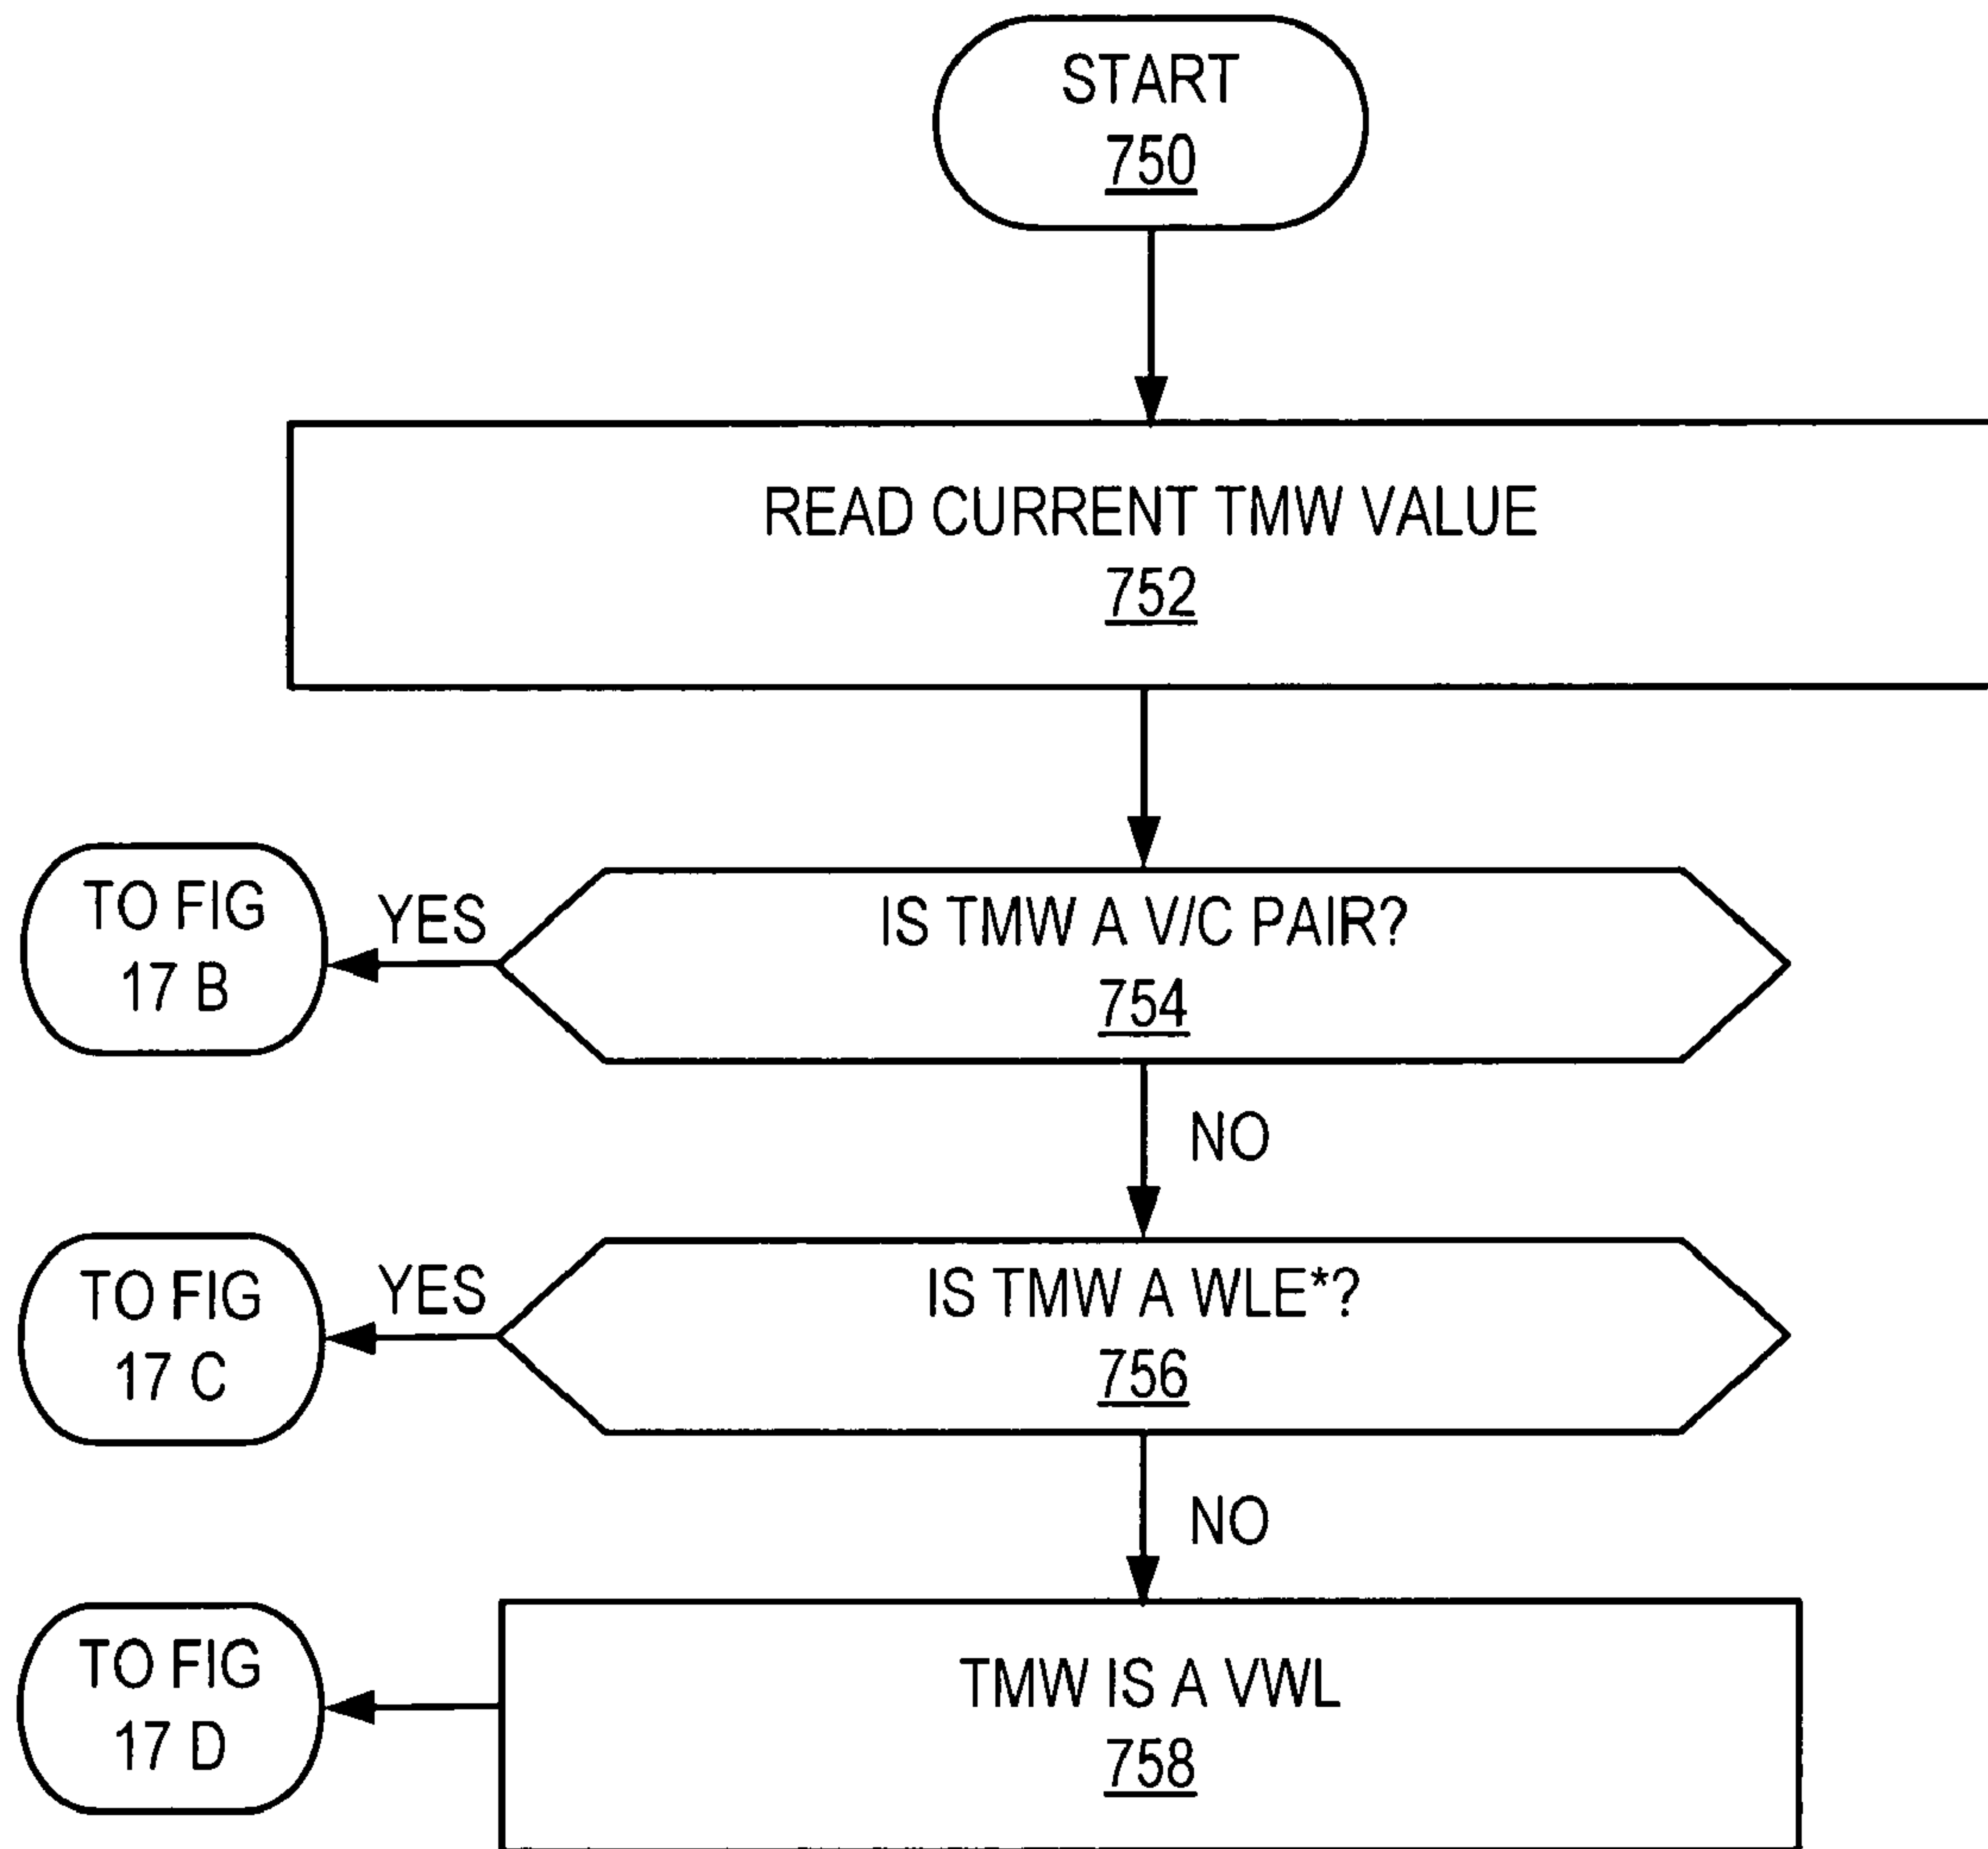 START
750
READ CURRENT TMW VALUE
752
TO FIG
17 B
YES
IS TMW A V/C PAIR?
754
NO
TO FIG
17 C
YES
IS TMW A WLE*?
756
NO
TO FIG
17 D
TMW IS A VWL
758